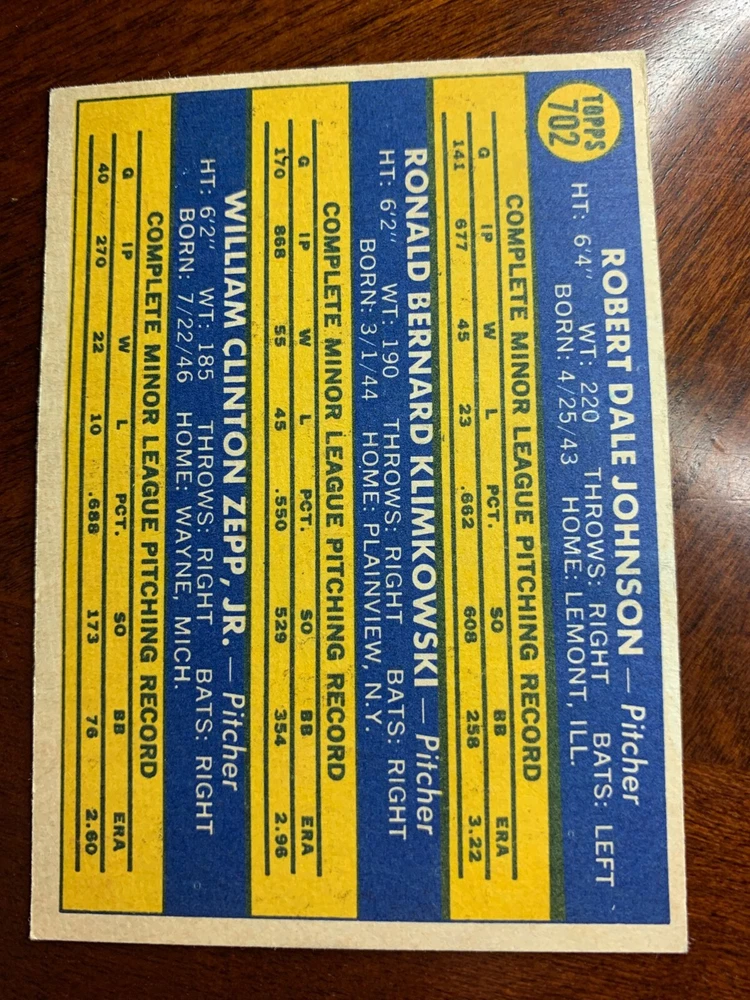 TOPPS
702
ROBERT DALE JOHNSON — Pitcher
HT: 6'4" WT: 220 THROWS: RIGHT BATS: LEFT
BORN: 4/25/43 HOME: LEMONT, ILL.
COMPLETE MINOR LEAGUE PITCHING RECORD
G IP W L PCT. SO BB ERA
141 677 45 23 .662 608 258 3.22
RONALD BERNARD KLIMKOWSKI — Pitcher
HT: 6'2" WT: 190 THROWS: RIGHT BATS: RIGHT
BORN: 3/1/44 HOME: PLAINVIEW, N.Y.
COMPLETE MINOR LEAGUE PITCHING RECORD
G IP W L PCT. SO BB ERA
170 868 55 45 .550 529 354 2.96
WILLIAM CLINTON ZEPP, JR. — Pitcher
HT: 6'2" WT: 185 THROWS: RIGHT BATS: RIGHT
BORN: 7/22/46 HOME: WAYNE, MICH.
COMPLETE MINOR LEAGUE PITCHING RECORD
G IP W L PCT. SO BB ERA
40 270 22 10 .688 173 76 2.60